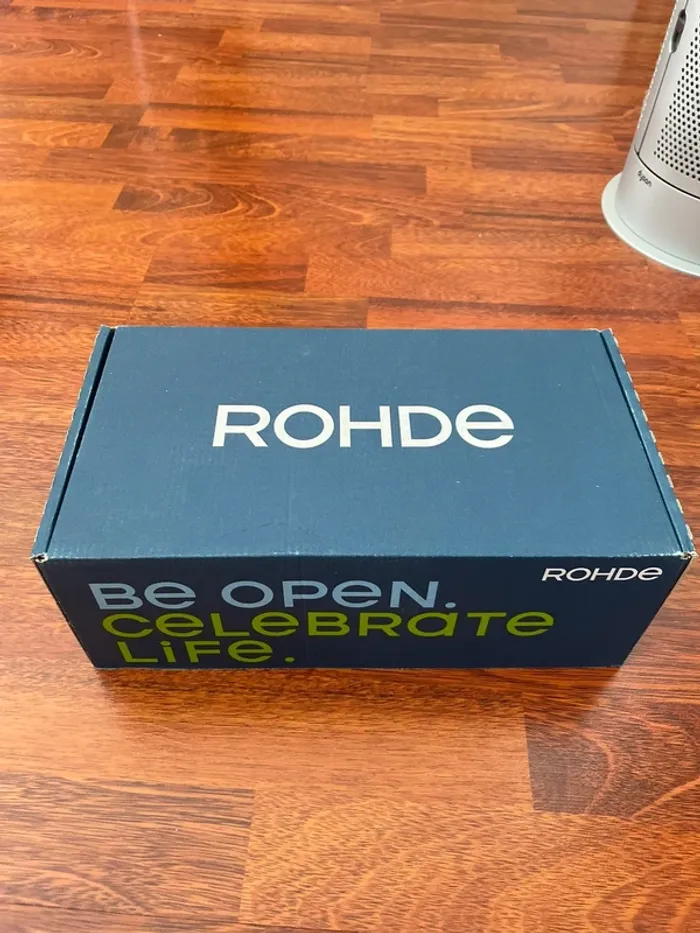 dyson
ROHDe
ROHDe
Be OPeN.
CeLeBRaTe
LiFe.